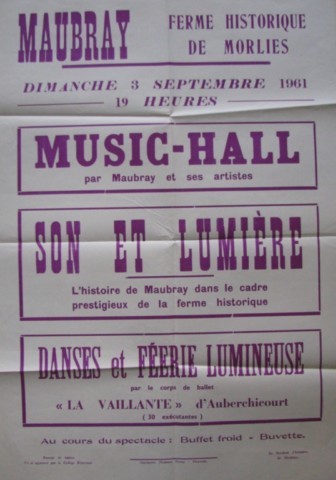 MAUBRAY
FERME HISTORIQUE
DE MORLIES
DIMANCHE 3 SEPTEMBRE 1961
19 HEURES
MUSIC-HALL
par Maubray et ses artistes
SON ET LUMIÈRE
L'histoire de Maubray dans le cadre
prestigieux de la ferme historique
DANSES et FÉERIE LUMINEUSE
par le corps de ballet
« LA VAILLANTE » d'Auberchicourt
(30 exécutantes)
Au cours du spectacle : Buffet froid - Buvette.